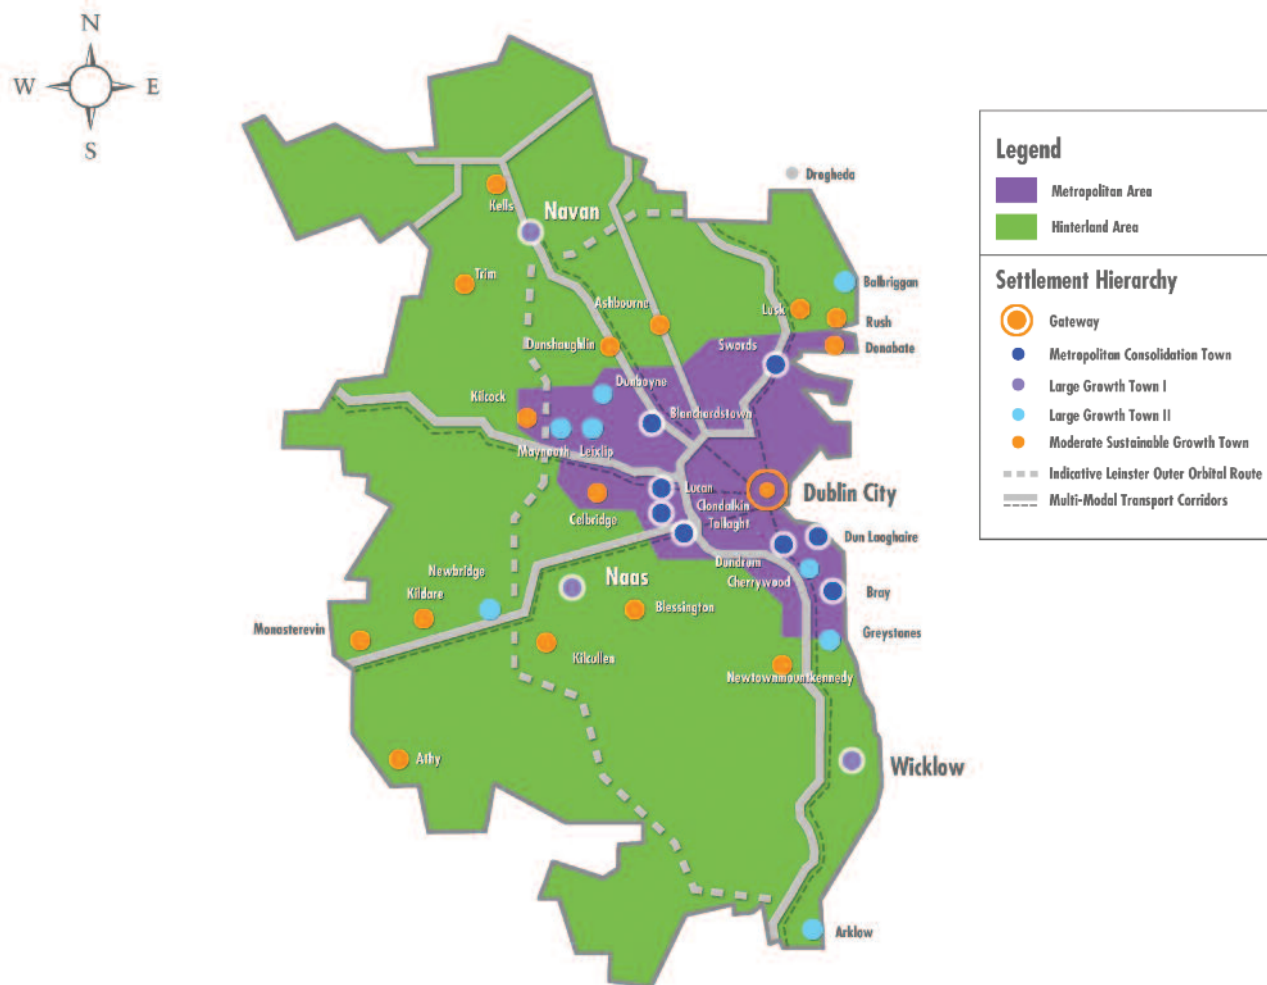 N
W E
S
Drogheda
Kells
Navan
Trim
Balbriggan
Ashbourne
Lusk
Rush
Dunshaughlin
Swords
Donabate
Dunboyne
Kilcock
Blanchardstown
Maynooth Leixlip
Lucan
Dublin City
Clondalkin
Celbridge
Tallaght
Dun Laoghaire
Dundrum
Newbridge
Naas
Cherrywood
Kildare
Bray
Blessington
Monasterevin
Greystones
Kilcullen
Newtownmountkennedy
Athy
Wicklow
Arklow
Legend
Metropolitan Area
Hinterland Area
Settlement Hierarchy
Gateway
Metropolitan Consolidation Town
Large Growth Town I
Large Growth Town II
Moderate Sustainable Growth Town
Indicative Leinster Outer Orbital Route
Multi-Modal Transport Corridors